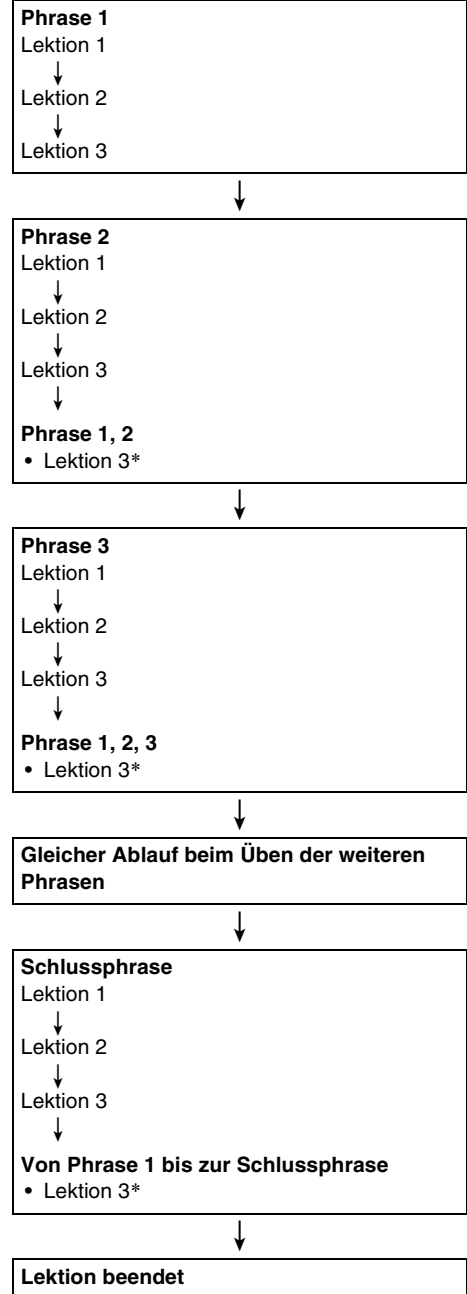 Phrase 1
Lektion 1
↓
Lektion 2
↓
Lektion 3
↓
Phrase 2
Lektion 1
↓
Lektion 2
↓
Lektion 3
↓
Phrase 1, 2
• Lektion 3*
↓
Phrase 3
Lektion 1
↓
Lektion 2
↓
Lektion 3
↓
Phrase 1, 2, 3
• Lektion 3*
↓
Gleicher Ablauf beim Üben der weiteren
Phrasen
↓
Schlussphrase
Lektion 1
↓
Lektion 2
↓
Lektion 3
↓
Von Phrase 1 bis zur Schlussphrase
• Lektion 3*
↓
Lektion beendet